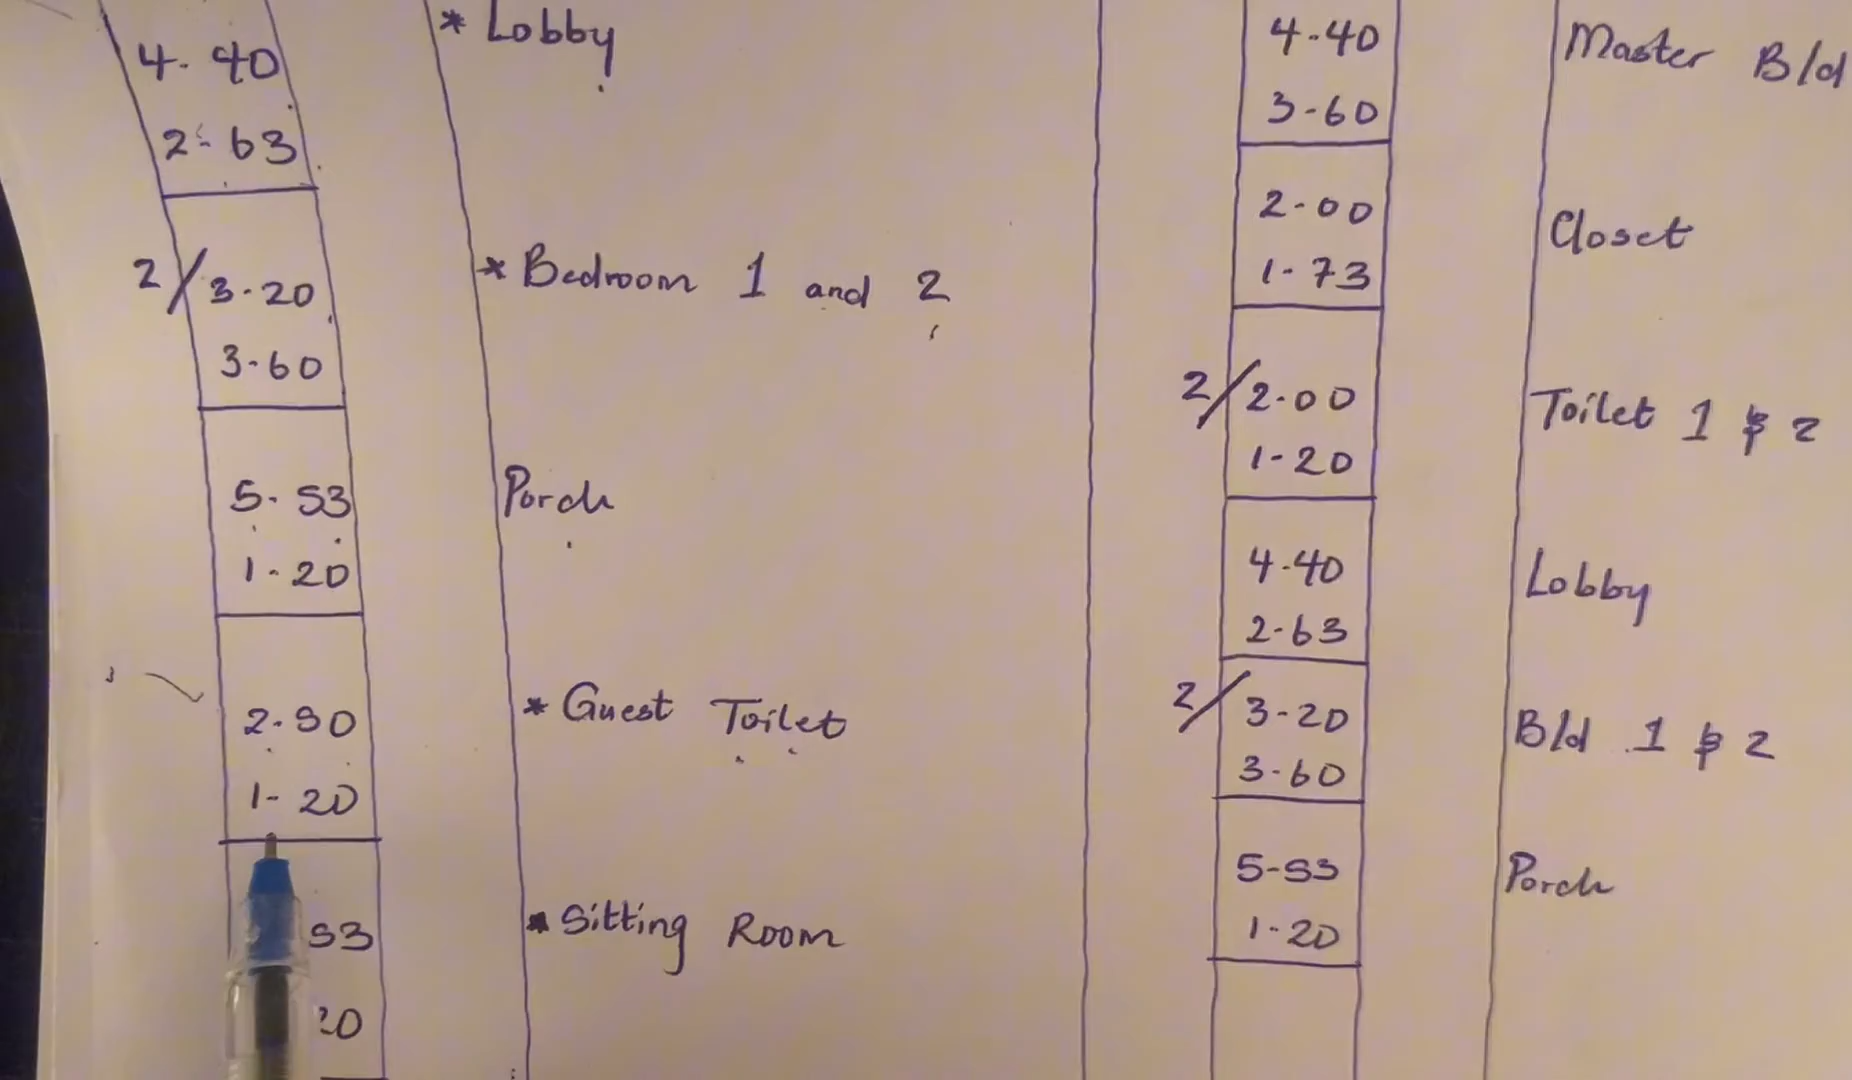 4-40 * Lobby
2-63
2/ 3-20 * Bedroom 1 and 2
3-60
5-53 Porch
1-20
2-90 * Guest Toilet
1-20
53 * Sitting Room
20
4-40 Master B/d
3-60
2-00 Closet
1-73
2/ 2-00 Toilet 1 & 2
1-20
4-40 Lobby
2-63
2/ 3-20 B/d 1 & 2
3-60
5-53 Porch
1-20